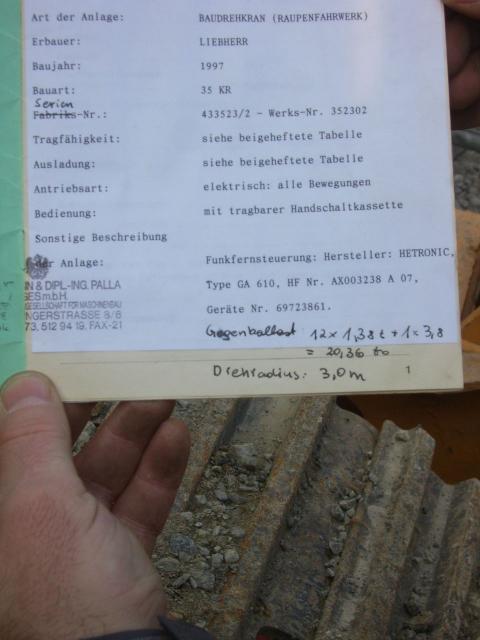 Art der Anlage: BAUDREHKRAN (RAUPENFAHRWERK)
Erbauer: LIEBHERR
Baujahr: 1997
Bauart: 35 KR
Serien
Fabriks-Nr.: 433523/2 - Werks-Nr. 352302
Tragfähigkeit: siehe beigeheftete Tabelle
Ausladung: siehe beigeheftete Tabelle
Antriebsart: elektrisch: alle Bewegungen
Bedienung: mit tragbarer Handschaltkassette
Sonstige Beschreibung
der Anlage: Funkfernsteuerung: Hersteller: HETRONIC,
Type GA 610, HF Nr. AX003238 A 07,
Geräte Nr. 69723861.
N & DIPL-ING. PALLA
GES.m.b.H.
GESELLSCHAFT FÜR MASCHINENBAU
NGERSTRASSE 8/6
73, 512 94 19, FAX-21
Gegenballast 12 x 1,38 t + 1 x 3,8
= 20,36 to
Drehradius: 3,0 m
1